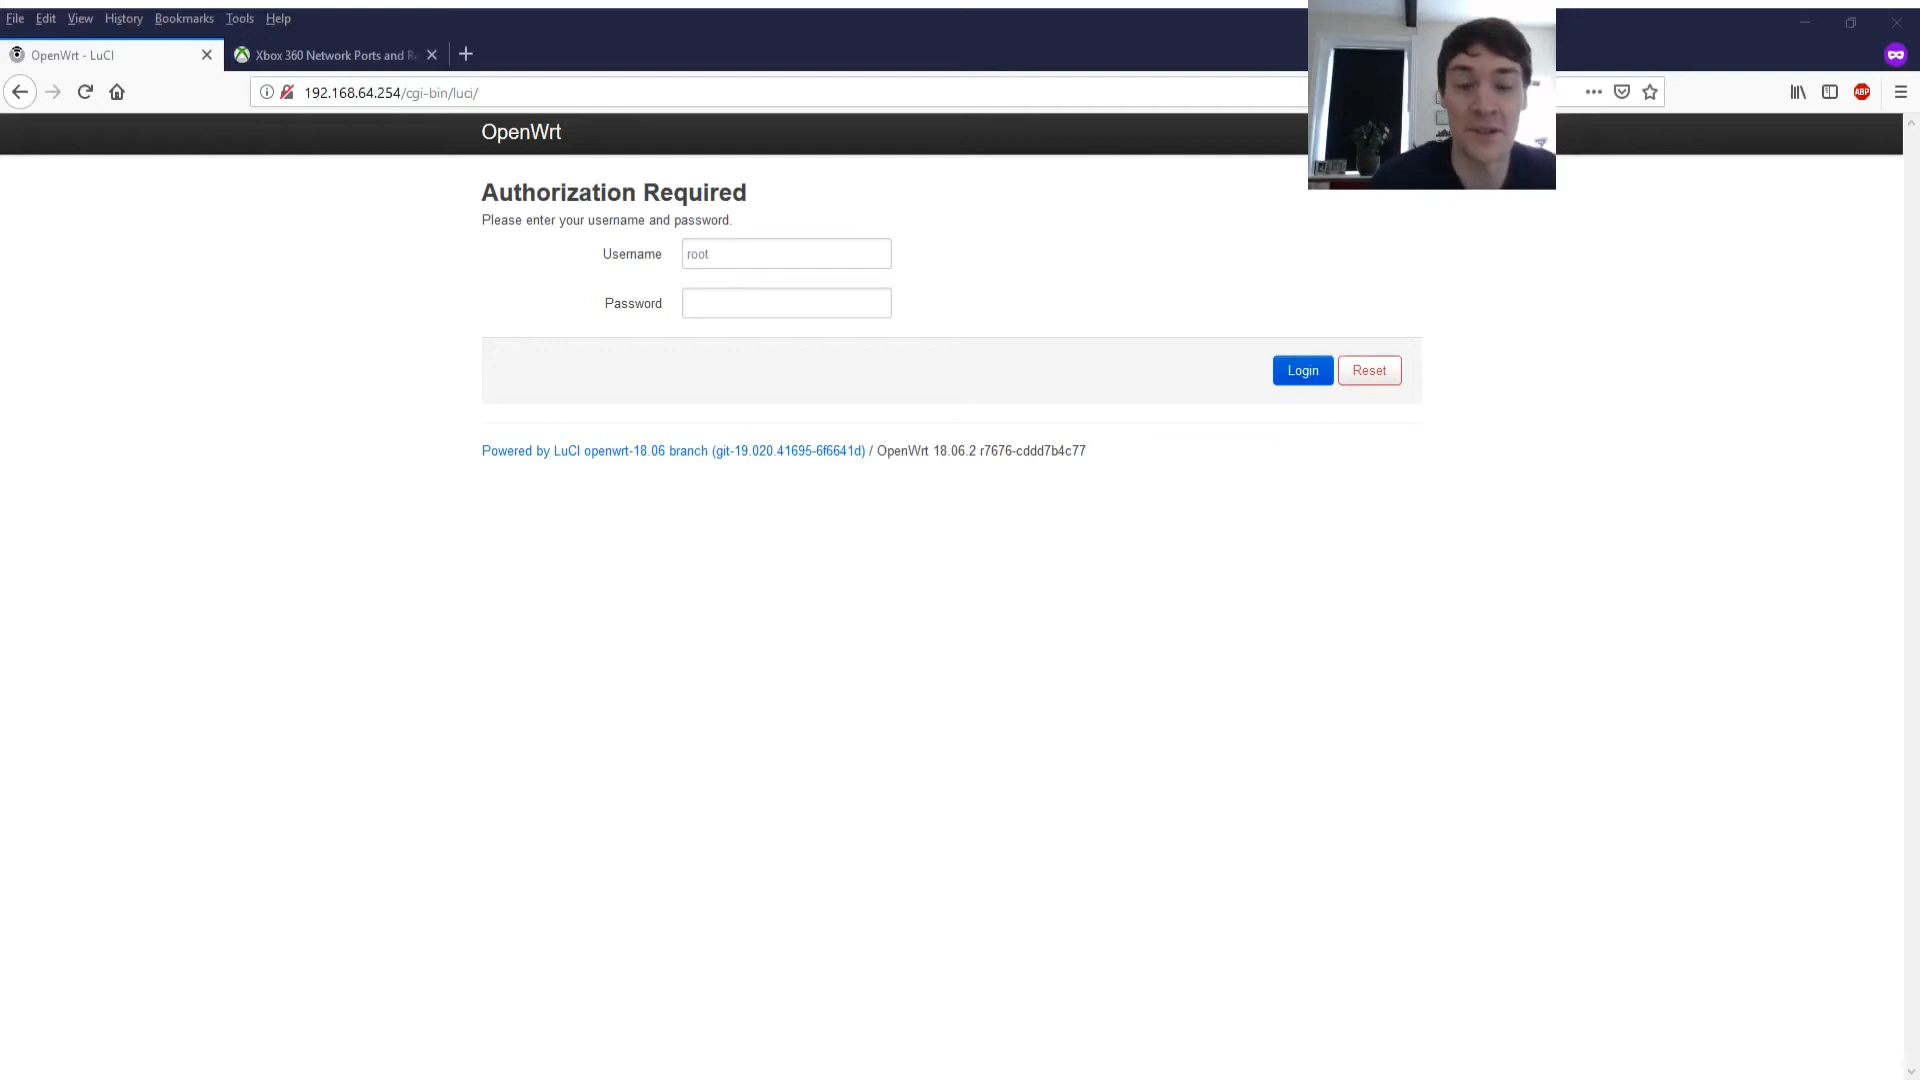 File Edit View History Bookmarks Tools Help
OpenWrt - LuCI
Xbox 360 Network Ports and R
192.168.64.254/cgi-bin/luci/
ABP
OpenWrt
Authorization Required
Please enter your username and password.
Username root
Password
Login Reset
Powered by LuCI openwrt-18.06 branch (git-19.020.41695-6f6641d) / OpenWrt 18.06.2 r7676-cddd7b4c77